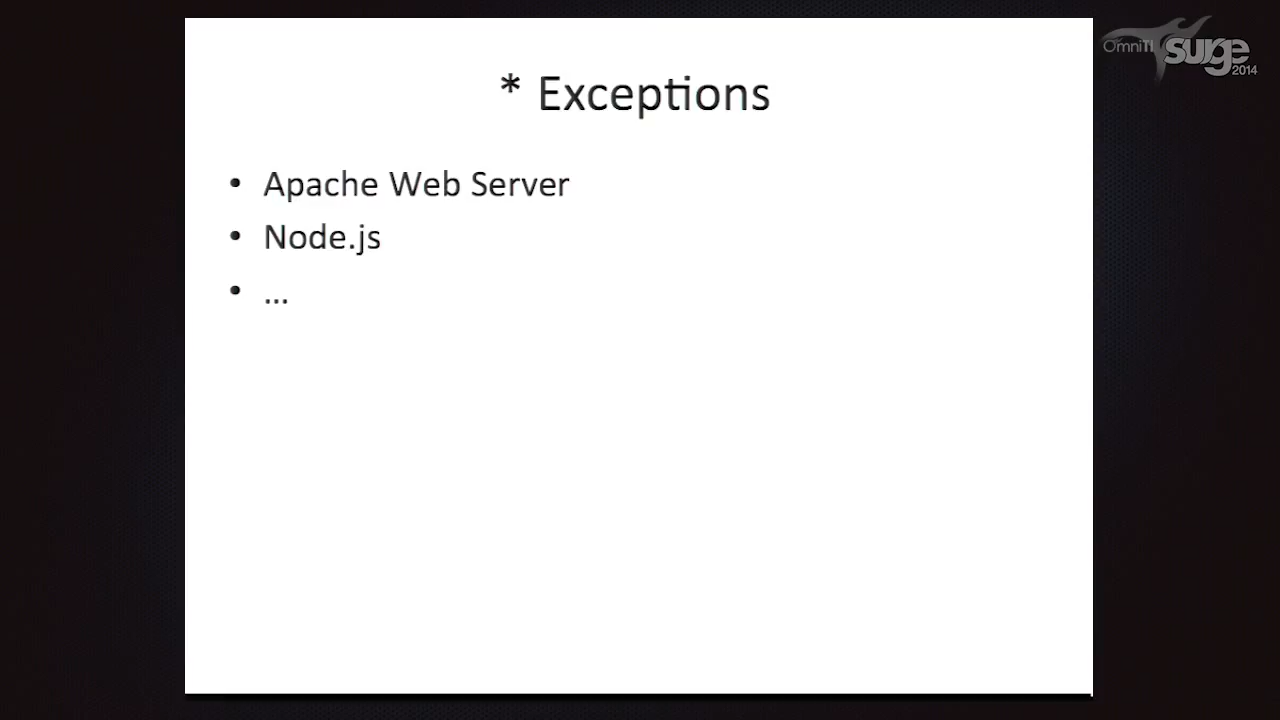 OmniTI surge 2014
* Exceptions
• Apache Web Server
• Node.js
• ...